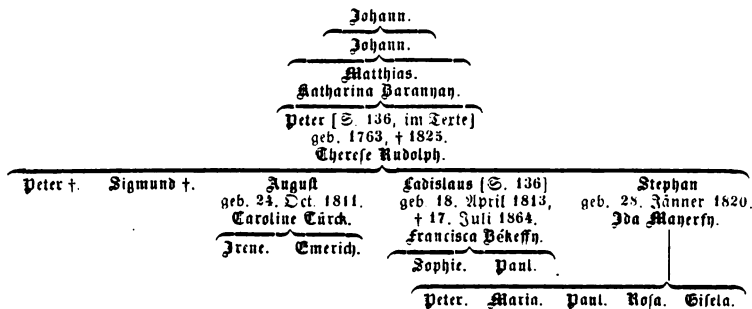 Johann.
Johann.
Matthias.
Katharina Barannay.
Peter [S. 136, im Texte]
geb. 1763, † 1825.
Therese Rudolph.
Peter †. Sigmund †. August Ladislaus [S. 136] Stephan
geb. 24. Oct. 1811. geb. 18. April 1813, geb. 28. Jänner 1820.
Caroline Türck. † 17. Juli 1864. Ida Mayerfy.
Francisca Békeffy.
Irene. Emerich.
Sophie. Paul.
Peter. Maria. Paul. Rosa. Gisela.